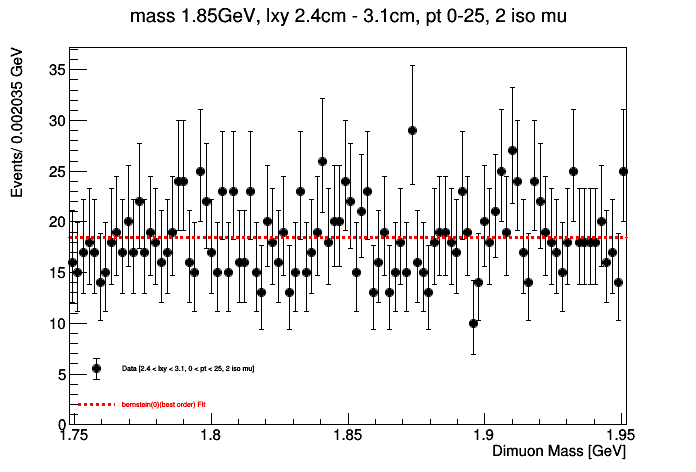 mass 1.85GeV, lxy 2.4cm - 3.1cm, pt 0-25, 2 iso mu
Events/ 0.002035 GeV
35
30
25
20
15
10
5
0
Data [2.4 < lxy < 3.1, 0 < pt < 25, 2 iso mu]
bernstein(0)(best order) Fit
1.75 1.8 1.85 1.9 1.95
Dimuon Mass [GeV]